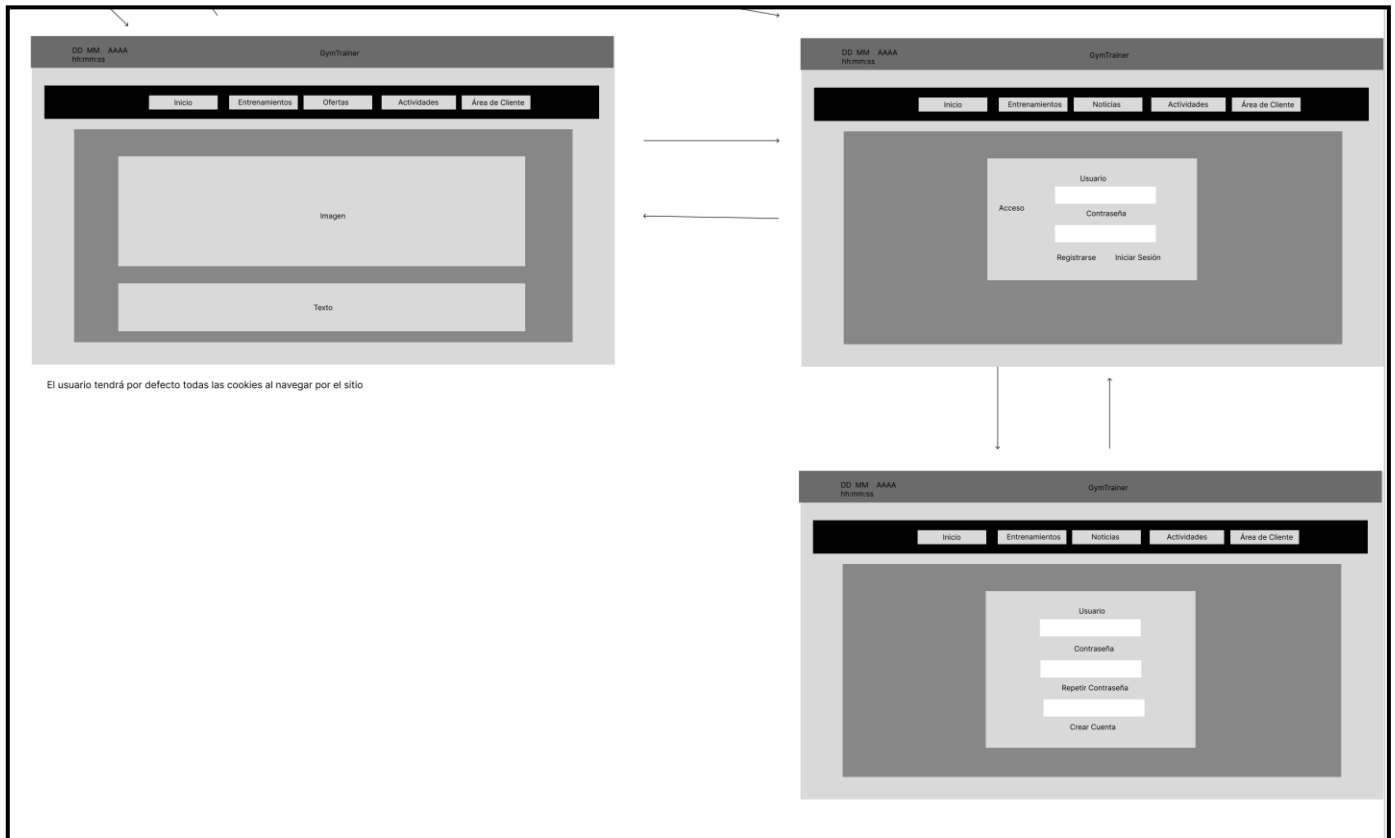 DD MM AAAA
hh:mm:ss
GymTrainer
Inicio
Entrenamientos
Ofertas
Actividades
Área de Cliente
Imagen
Texto
El usuario tendrá por defecto todas las cookies al navegar por el sitio
DD MM AAAA
hh:mm:ss
GymTrainer
Inicio
Entrenamientos
Noticias
Actividades
Área de Cliente
Usuario
Acceso
Contraseña
Registrarse
Iniciar Sesión
DD MM AAAA
hh:mm:ss
GymTrainer
Inicio
Entrenamientos
Noticias
Actividades
Área de Cliente
Usuario
Contraseña
Repetir Contraseña
Crear Cuenta